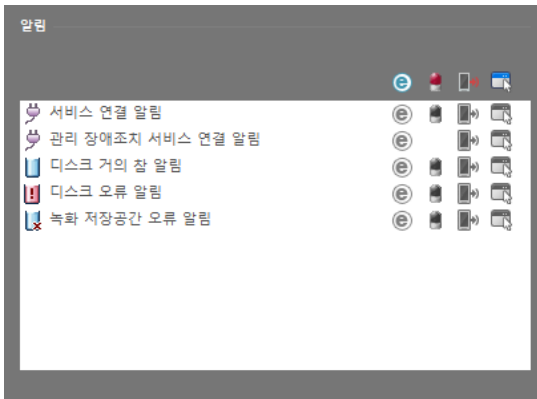 알림
서비스 연결 알림
관리 장애조치 서비스 연결 알림
디스크 거의 참 알림
디스크 오류 알림
녹화 저장공간 오류 알림